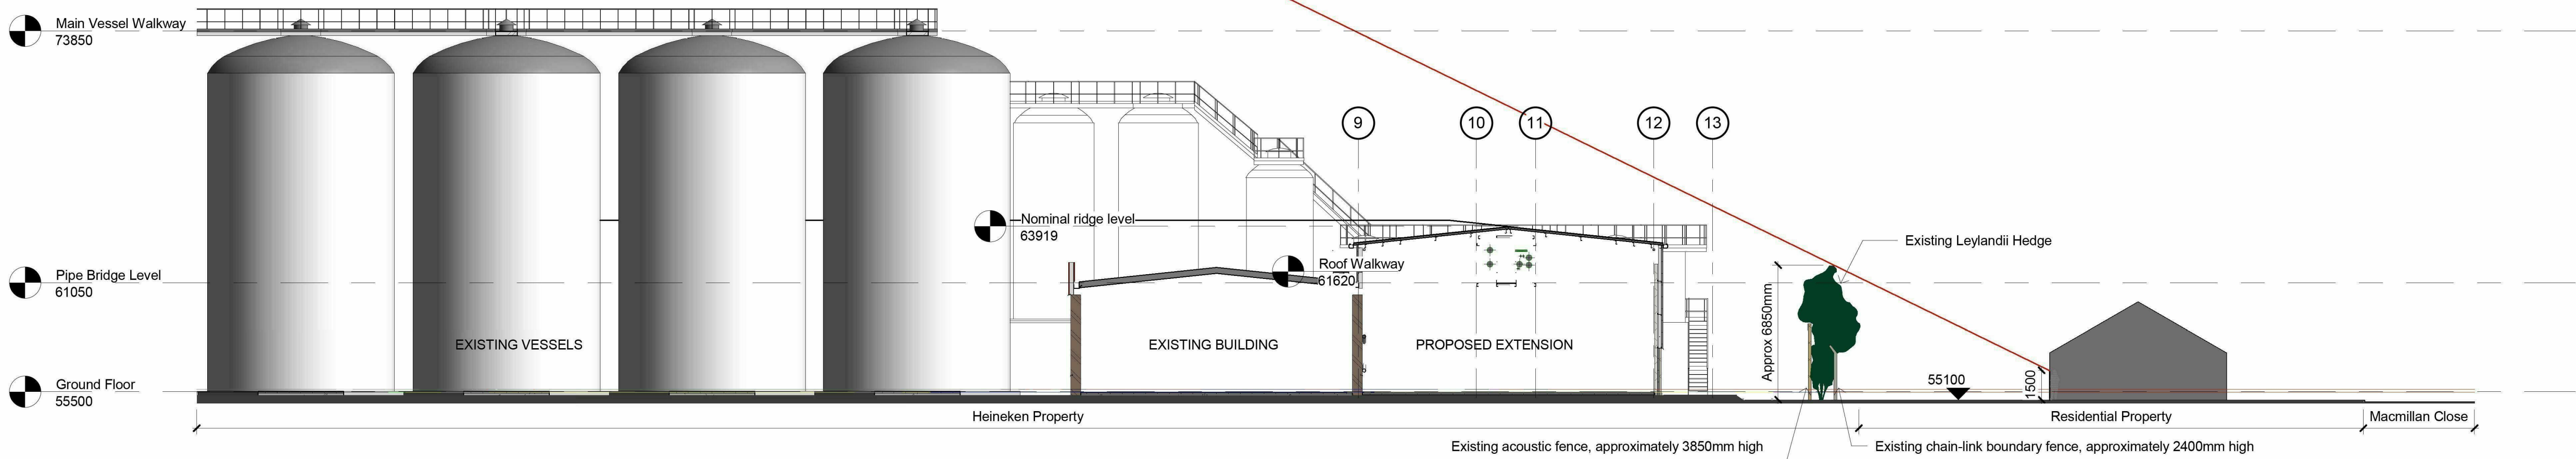 Main Vessel Walkway
73850
9
10
11
12
13
Nominal ridge level
63919
Existing Leylandii Hedge
Roof Walkway
61620
Pipe Bridge Level
61050
Approx 6850mm
EXISTING VESSELS
EXISTING BUILDING
PROPOSED EXTENSION
Ground Floor
55500
55100
1500
Heineken Property
Residential Property
Macmillan Close
Existing acoustic fence, approximately 3850mm high
Existing chain-link boundary fence, approximately 2400mm high